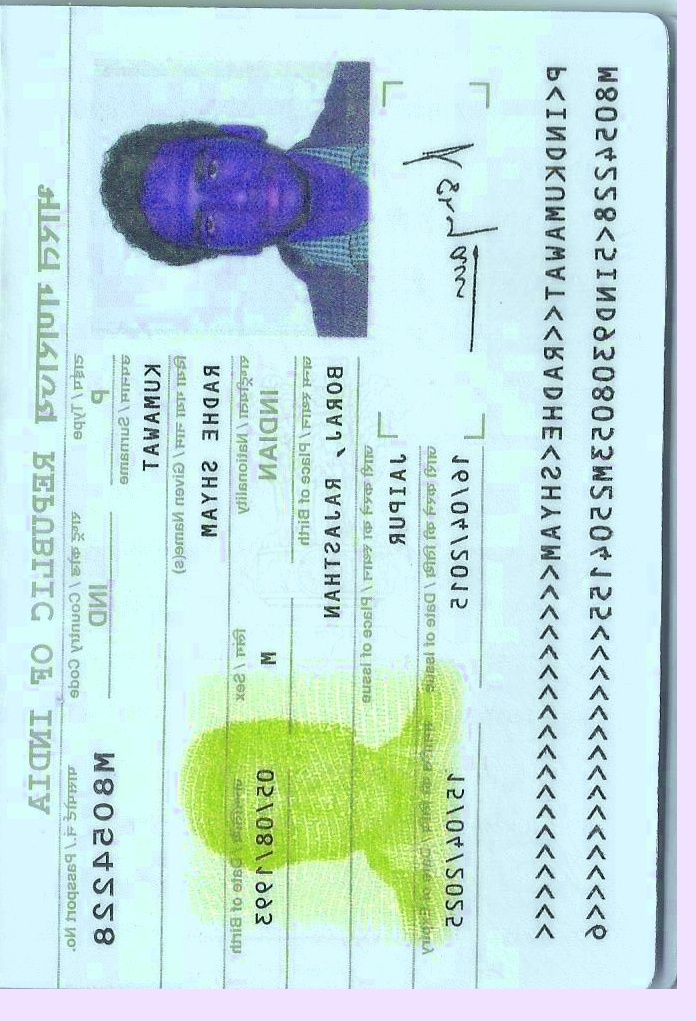 भारत गणराज्य REPUBLIC OF INDIA
टाइप / Type
राष्ट्र कोड / Country Code
पासपोर्ट नं. / Passport No.
P
IND
M8054228
उपनाम / Surname
KUMAWAT
दिया गया नाम / Given Name(s)
RADHE SHYAM
राष्ट्रीयता / Nationality
लिंग / Sex
जन्मतिथि / Date of Birth
INDIAN
M
05/08/1993
जन्म स्थान / Place of Birth
BORAJ, RAJASTHAN
जारी करने का स्थान / Place of Issue
JAIPUR
जारी करने की तिथि / Date of Issue
समाप्ति की तिथि / Date of Expiry
16/04/2015
15/04/2025
P<INDKUMAWAT<<RADHE<SHYAM<<<<<<<<<<<<<<<<<<<
M8054228<5IND9308053M2504155<<<<<<<<<<<<<<<6